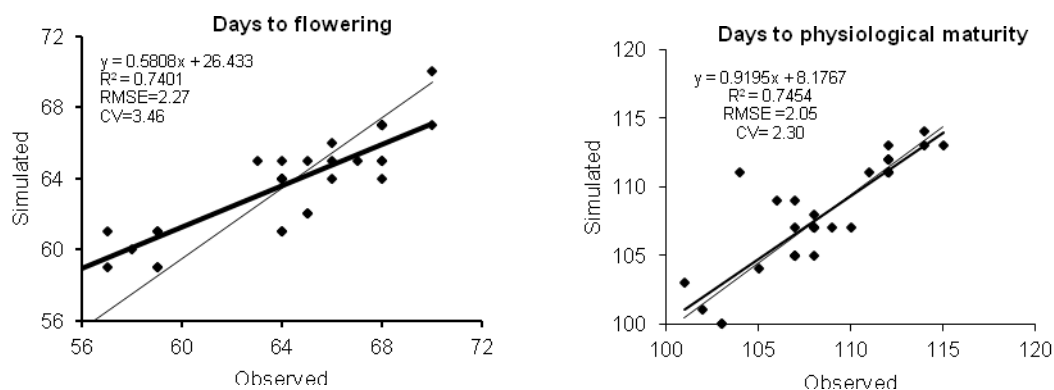 Days to flowering
72
y = 0.5808x + 26.433
R² = 0.7401
RMSE=2.27
CV=3.46
68
64
60
56
Simulated
56 60 64 68 72
Observed
Days to physiological maturity
120
y = 0.9195x + 8.1767
R² = 0.7454
RMSE =2.05
CV= 2.30
115
110
105
100
Simulated
100 105 110 115 120
Observed